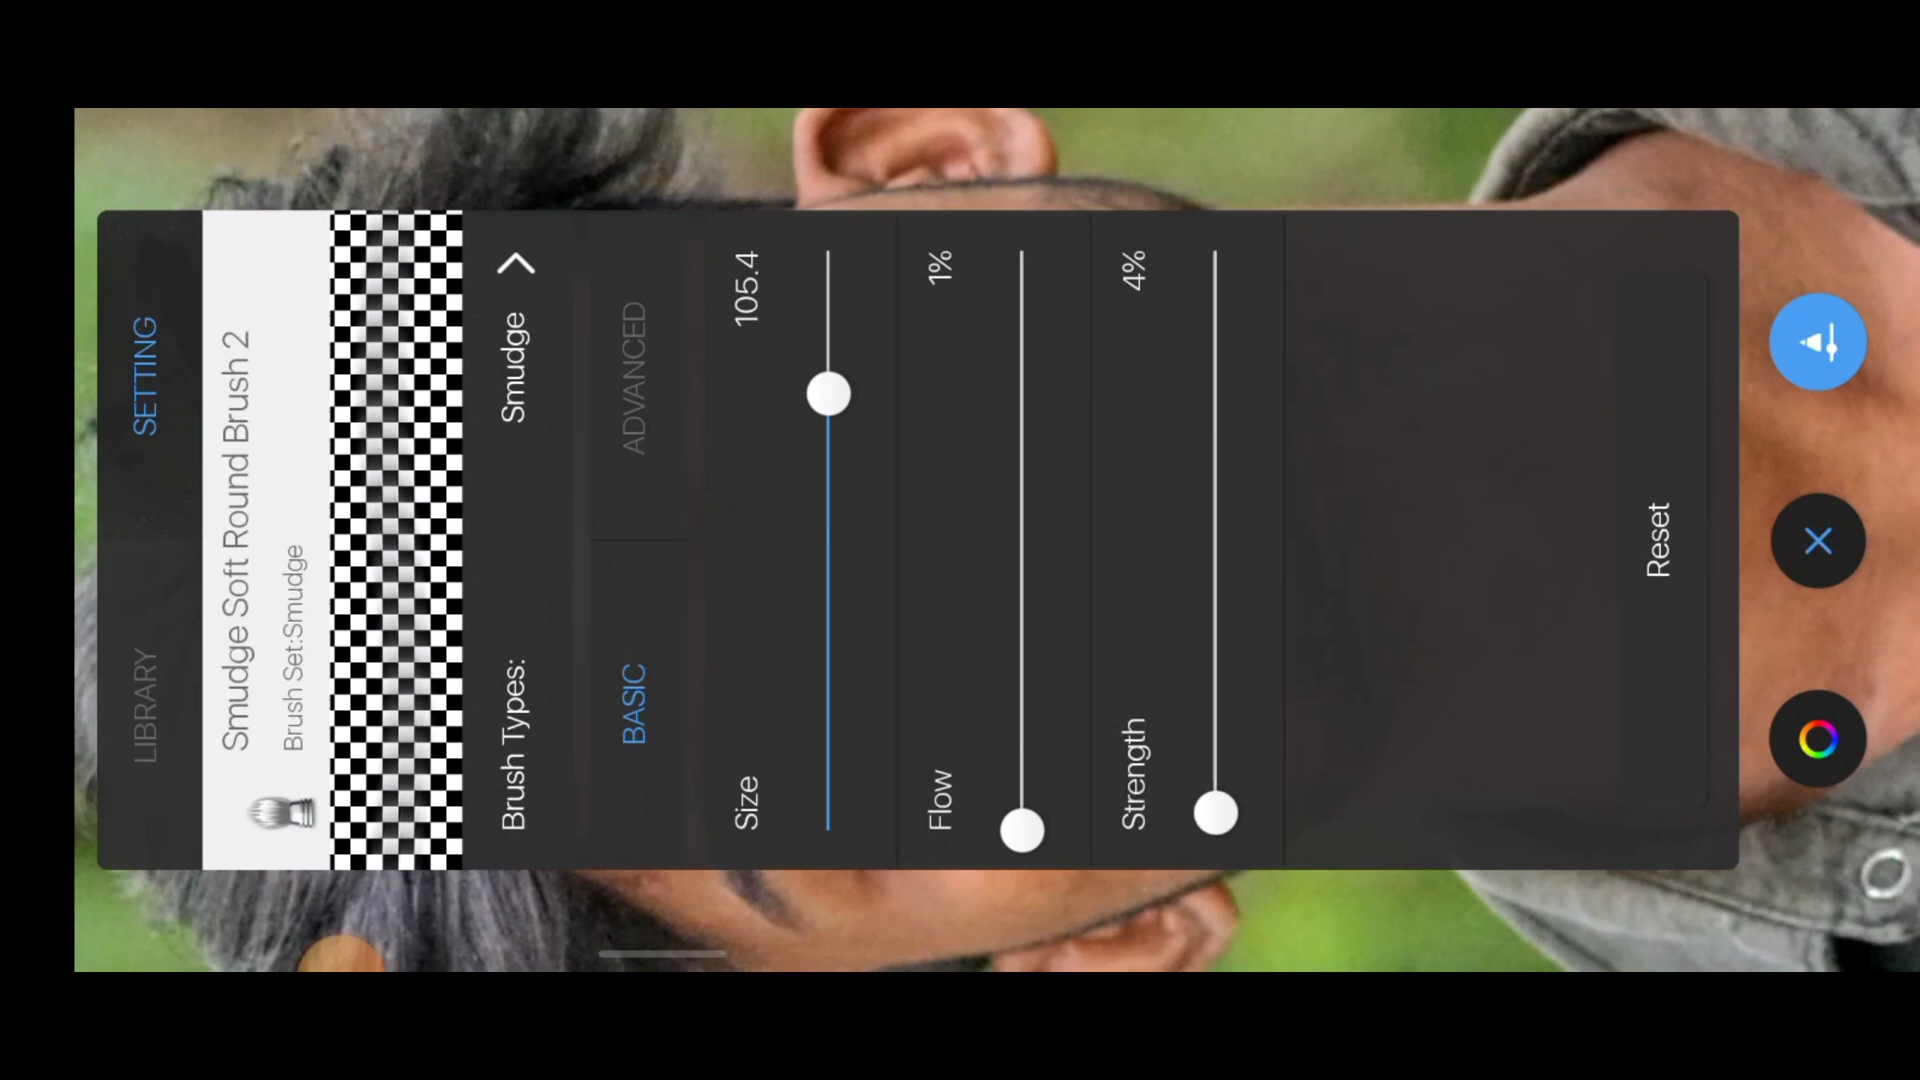 LIBRARY SETTING
Smudge Soft Round Brush 2
Brush Set:Smudge
Brush Types: Smudge
BASIC ADVANCED
Size 105.4
Flow 1%
Strength 4%
Reset